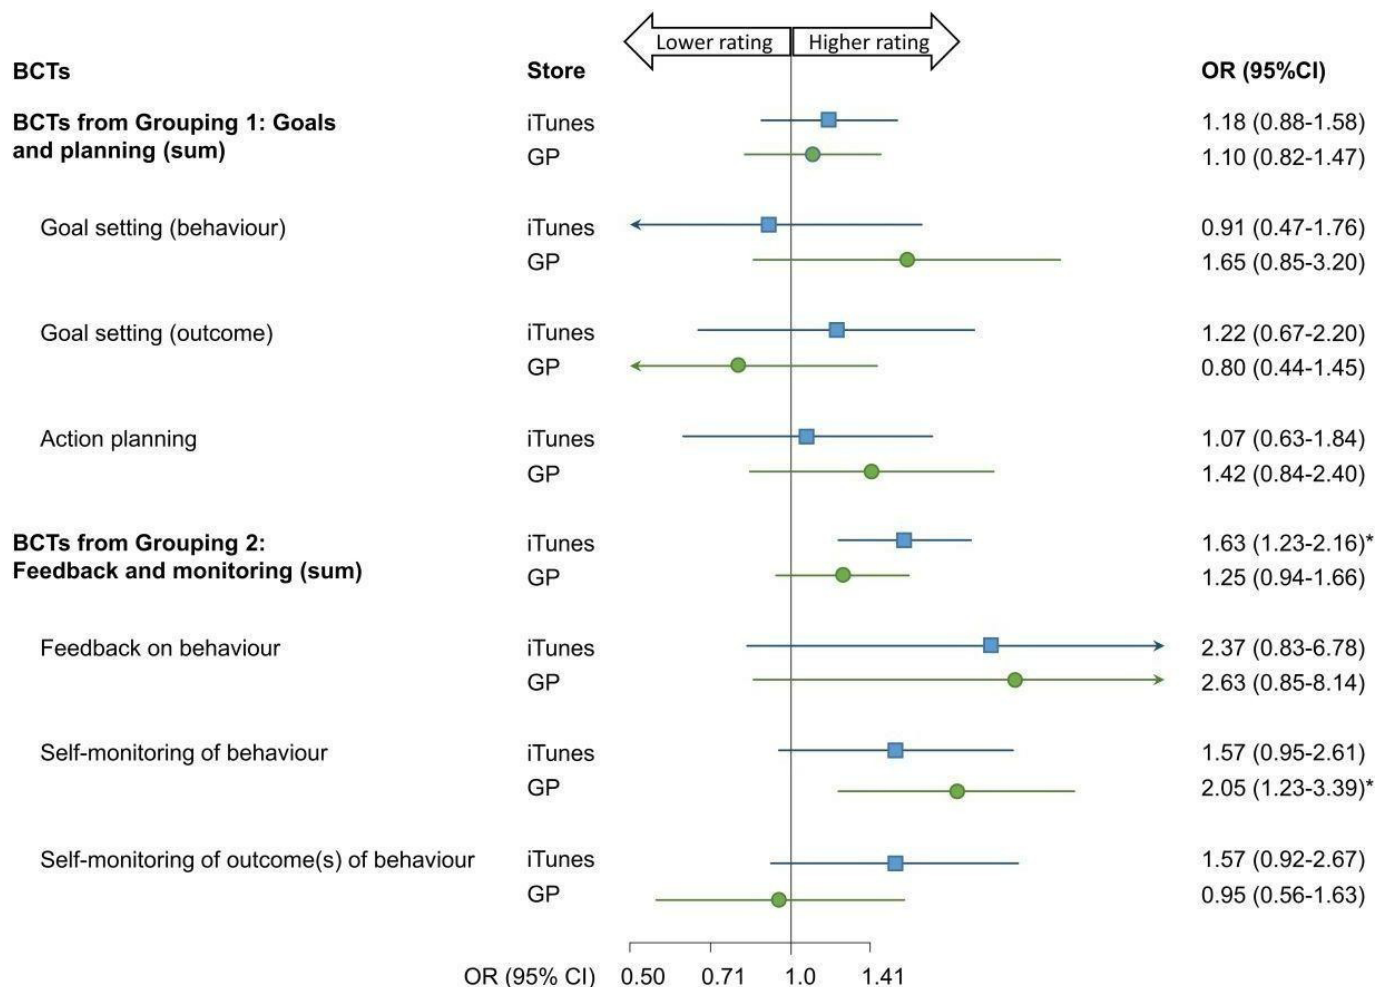 Lower rating Higher rating
BCTs Store OR (95%CI)
BCTs from Grouping 1: Goals iTunes 1.18 (0.88-1.58)
and planning (sum) GP 1.10 (0.82-1.47)
Goal setting (behaviour) iTunes 0.91 (0.47-1.76)
GP 1.65 (0.85-3.20)
Goal setting (outcome) iTunes 1.22 (0.67-2.20)
GP 0.80 (0.44-1.45)
Action planning iTunes 1.07 (0.63-1.84)
GP 1.42 (0.84-2.40)
BCTs from Grouping 2: iTunes 1.63 (1.23-2.16)*
Feedback and monitoring (sum) GP 1.25 (0.94-1.66)
Feedback on behaviour iTunes 2.37 (0.83-6.78)
GP 2.63 (0.85-8.14)
Self-monitoring of behaviour iTunes 1.57 (0.95-2.61)
GP 2.05 (1.23-3.39)*
Self-monitoring of outcome(s) of behaviour iTunes 1.57 (0.92-2.67)
GP 0.95 (0.56-1.63)
OR (95% CI) 0.50 0.71 1.0 1.41